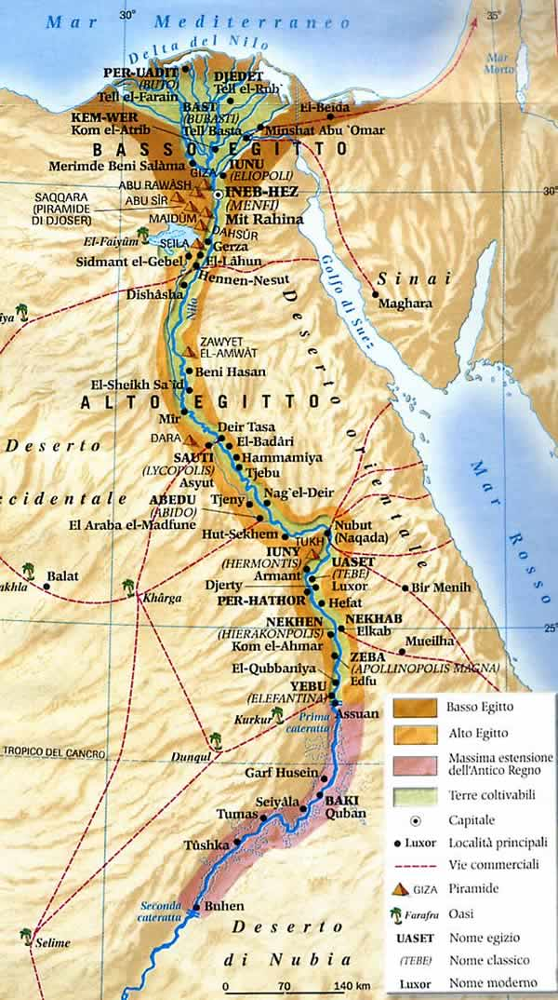 30°
35°
Mar Mediterraneo
Delta del Nilo
Mar
Morto
PER-UADIT
(BUTO)
Tell el-Farain
DJEDET
Tell el-Rub`
BAST
(BUBASTI)
Tell Basta
El-Beida
KEM-WER
Kom el-Atrib
Minshat Abu `Omar
BASSO EGITTO
Merimde Beni Salàma
GIZA
IUNU
(ELIOPOLI)
ABU RAWÀSH
30°
INEB-HEZ
(MENFI)
Mit Rahina
SAQQARA
(PIRAMIDE
DI DJOSER)
ABU SÎR
MAIDÛM
DAHSÛR
El-Faiyûm
SEILA
Gerza
Sidmant el-Gebel
El-Lâhun
Hennen-Nesut
Dishâsha
Nilo
Golfo di Suez
Sinai
Maghara
iya
Deserto orientale
ZAWYET
EL-AMWÀT
Beni Hasan
El-Sheikh Sa`id
ALTO EGITTO
Mir
Deserto
ccidentale
DARA
Deir Tasa
El-Badâri
Hammamiya
Tjebu
SAUTI
(LYCOPOLIS)
Asyut
Mar Rosso
ABEDU
(ABIDO)
El Araba el-Madfune
Tjeny
Nag`el-Deir
Hut-Sekhem
Nubut
(Naqada)
TUKH
IUNY
(HERMONTIS)
Armant
UASET
(TEBE)
Luxor
Djerty
PER-HATHOR
Hefat
Bir Menih
akhla
Balat
Khârga
NEKHEN
(HIERAKONPOLIS)
Kom el-Ahmar
NEKHAB
Elkab
25°
Mueilha
ZEBA
(APOLLINOPOLIS MAGNA)
Edfu
El-Qubbaniya
YEBU
(ELEFANTINA)
Prima
cateratta
Assuan
Kurkur
Dunqul
TROPICO DEL CANCRO
Garf Husein
Seiyâla
BAKI
Quban
Tumas
Tûshka
Seconda
cateratta
Buhen
Selime
Deserto
di Nubia
0 70 140 km
Basso Egitto
Alto Egitto
Massima estensione
dell'Antico Regno
Terre coltivabili
Capitale
Luxor Località principali
Vie commerciali
GIZA Piramide
Farafra Oasi
UASET Nome egizio
(TEBE) Nome classico
Luxor Nome moderno